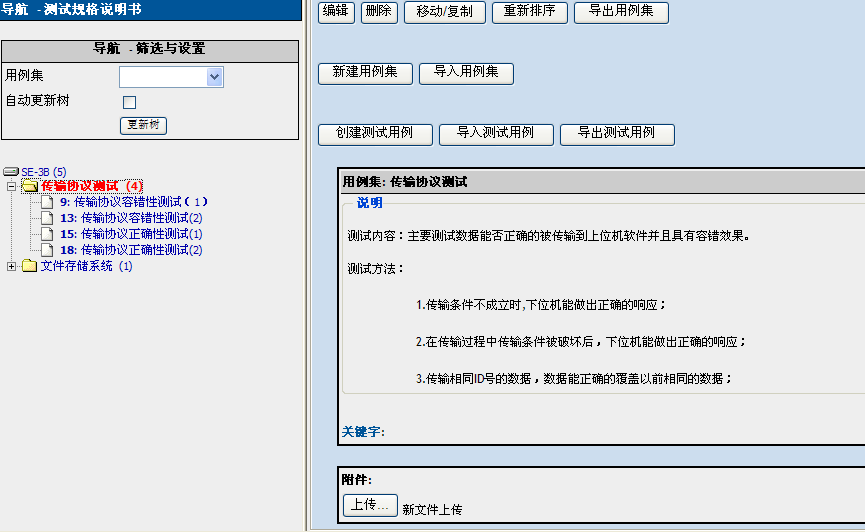 导航 - 测试规格说明书
导航 - 筛选与设置
用例集
自动更新树
更新树
SE-3B (5)
传输协议测试 (4)
9: 传输协议容错性测试（1）
13: 传输协议容错性测试(2)
15: 传输协议正确性测试(1)
18: 传输协议正确性测试(2)
文件存储系统 (1)
编辑 删除 移动/复制 重新排序 导出用例集
新建用例集 导入用例集
创建测试用例 导入测试用例 导出测试用例
用例集: 传输协议测试
说明
测试内容：主要测试数据能否正确的被传输到上位机软件并且具有容错效果。
测试方法：
1.传输条件不成立时,下位机能做出正确的响应；
2.在传输过程中传输条件被破坏后，下位机能做出正确的响应；
3.传输相同ID号的数据，数据能正确的覆盖以前相同的数据；
关键字:
附件:
上传... 新文件上传